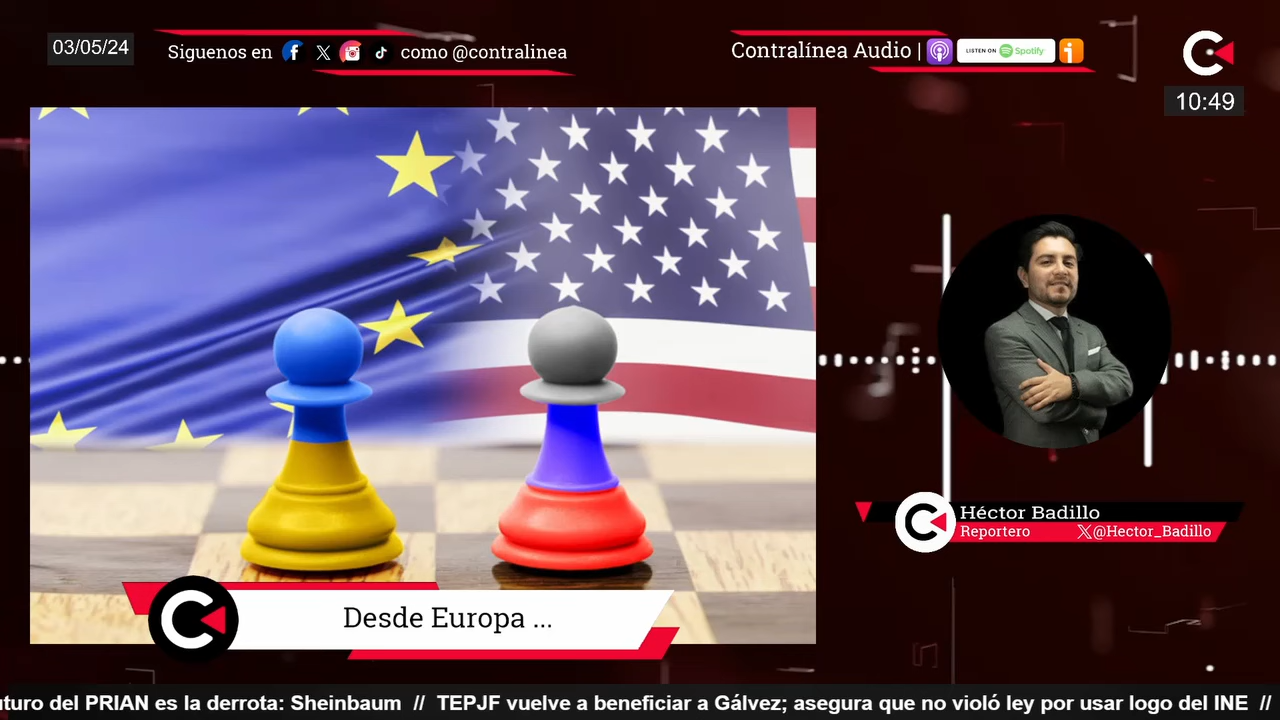 03/05/24
Siguenos en como @contralinea
Contralínea Audio |
LISTEN ON Spotify
10:49
Héctor Badillo
Reportero
@Hector_Badillo
Desde Europa ...
uturo del PRIAN es la derrota: Sheinbaum // TEPJF vuelve a beneficiar a Gálvez; asegura que no violó ley por usar logo del INE //